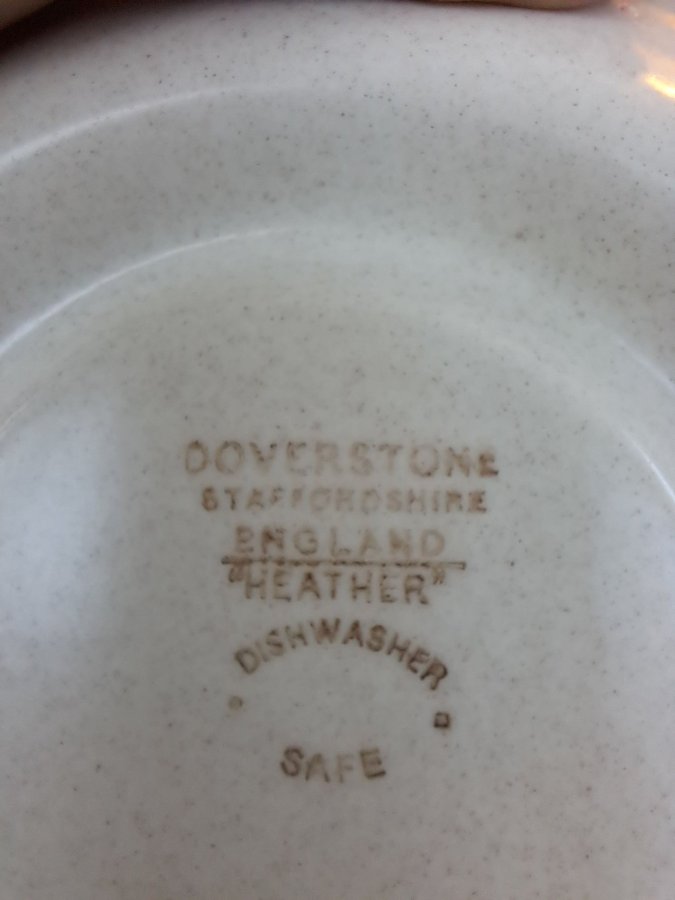 DOVERSTONE
STAFFORDSHIRE
ENGLAND
"HEATHER"
DISHWASHER
SAFE